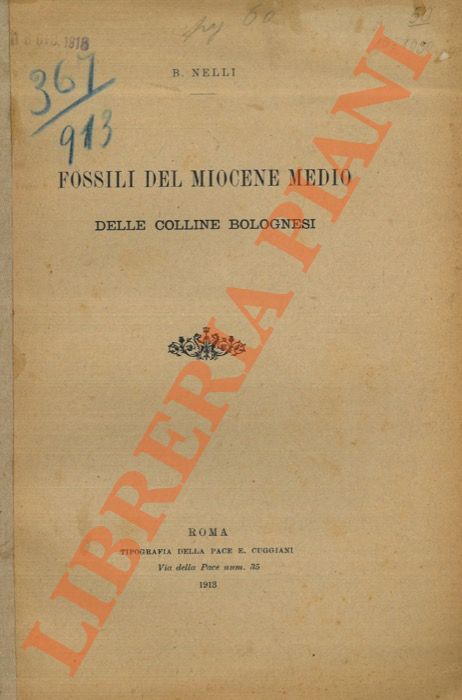 B. NELLI
367
913
FOSSILI DEL MIOCENE MEDIO
DELLE COLLINE BOLOGNESI
ROMA
TIPOGRAFIA DELLA PACE E. CUGGIANI
Via della Pace num. 35
1913
LIBRERIA PIANI